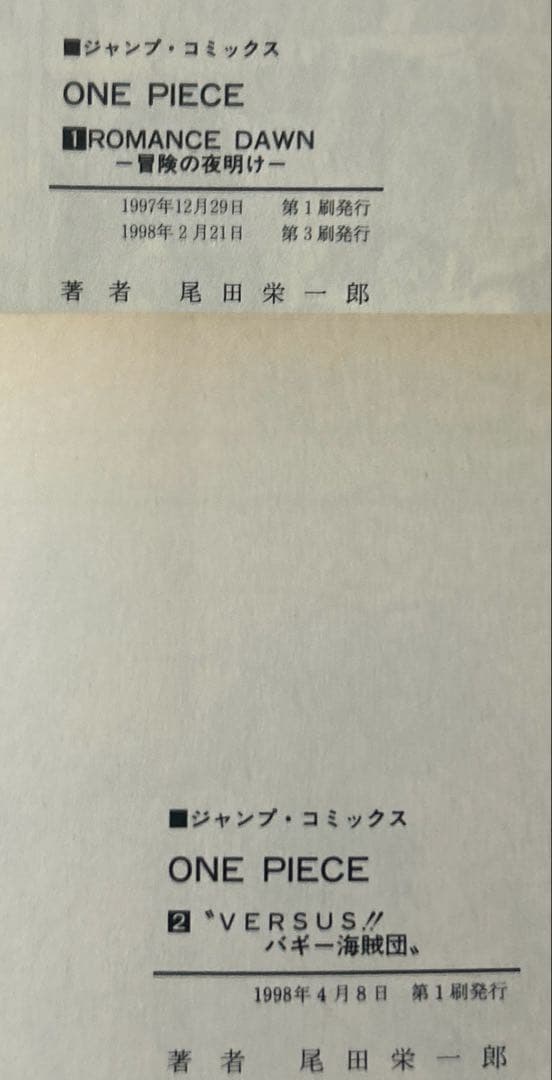 ■ジャンプ・コミックス
ONE PIECE
1 ROMANCE DAWN
ー冒険の夜明けー
1997年12月29日 第1刷発行
1998年2月21日 第3刷発行
著者 尾田栄一郎
■ジャンプ・コミックス
ONE PIECE
2 〝VERSUS!!
バギー海賊団〟
1998年4月8日 第1刷発行
著者 尾田栄一郎